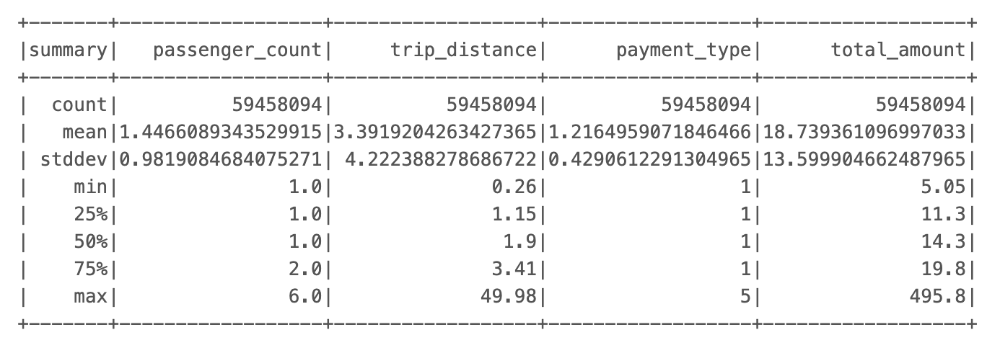 +-------+------------------+------------------+------------------+------------------+
|summary|   passenger_count|     trip_distance|      payment_type|      total_amount|
+-------+------------------+------------------+------------------+------------------+
|  count|          59458094|          59458094|          59458094|          59458094|
|   mean|1.4466089343529915|3.3919204263427365|1.2164959071846466|18.739361096997033|
| stddev|0.9819084684075271| 4.222388278686722|0.4290612291304965|13.599904662487965|
|    min|               1.0|              0.26|                 1|              5.05|
|    25%|               1.0|              1.15|                 1|              11.3|
|    50%|               1.0|               1.9|                 1|              14.3|
|    75%|               2.0|              3.41|                 1|              19.8|
|    max|               6.0|             49.98|                 5|             495.8|
+-------+------------------+------------------+------------------+------------------+